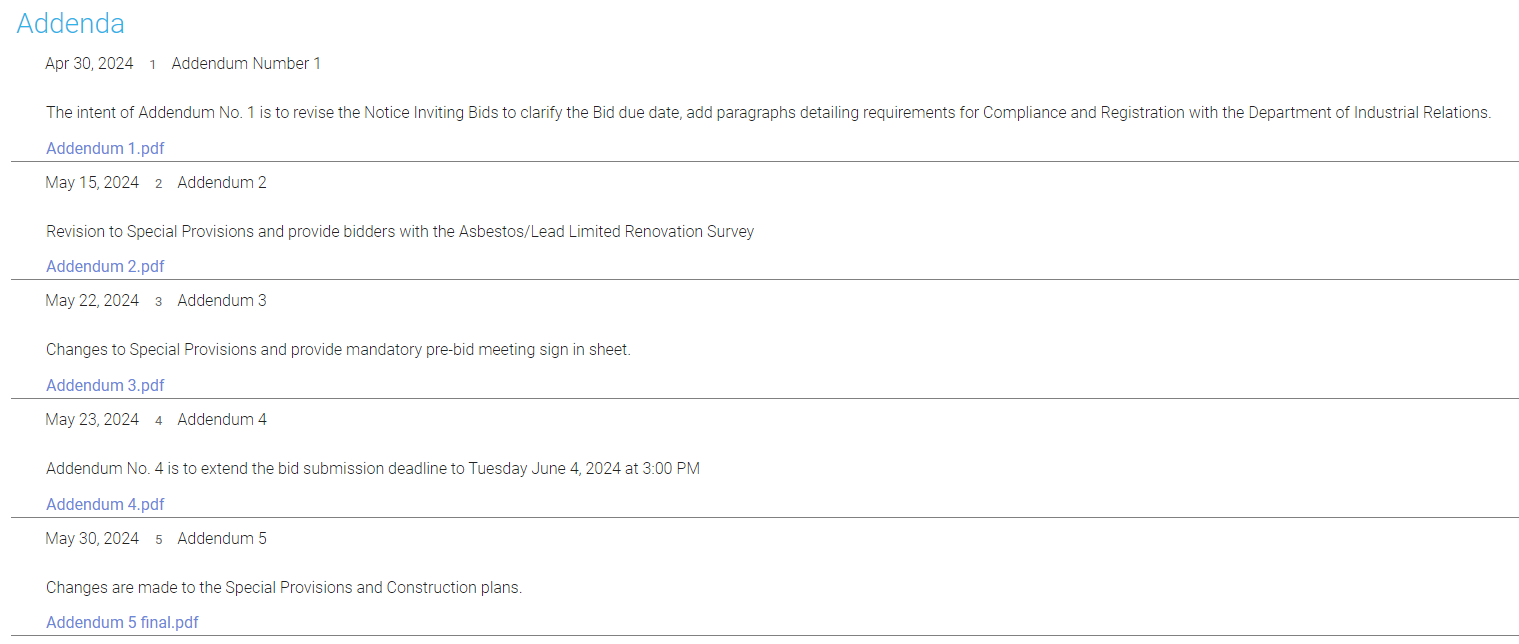 Addenda
Apr 30, 2024 1 Addendum Number 1
The intent of Addendum No. 1 is to revise the Notice Inviting Bids to clarify the Bid due date, add paragraphs detailing requirements for Compliance and Registration with the Department of Industrial Relations.
Addendum 1.pdf
May 15, 2024 2 Addendum 2
Revision to Special Provisions and provide bidders with the Asbestos/Lead Limited Renovation Survey
Addendum 2.pdf
May 22, 2024 3 Addendum 3
Changes to Special Provisions and provide mandatory pre-bid meeting sign in sheet.
Addendum 3.pdf
May 23, 2024 4 Addendum 4
Addendum No. 4 is to extend the bid submission deadline to Tuesday June 4, 2024 at 3:00 PM
Addendum 4.pdf
May 30, 2024 5 Addendum 5
Changes are made to the Special Provisions and Construction plans.
Addendum 5 final.pdf